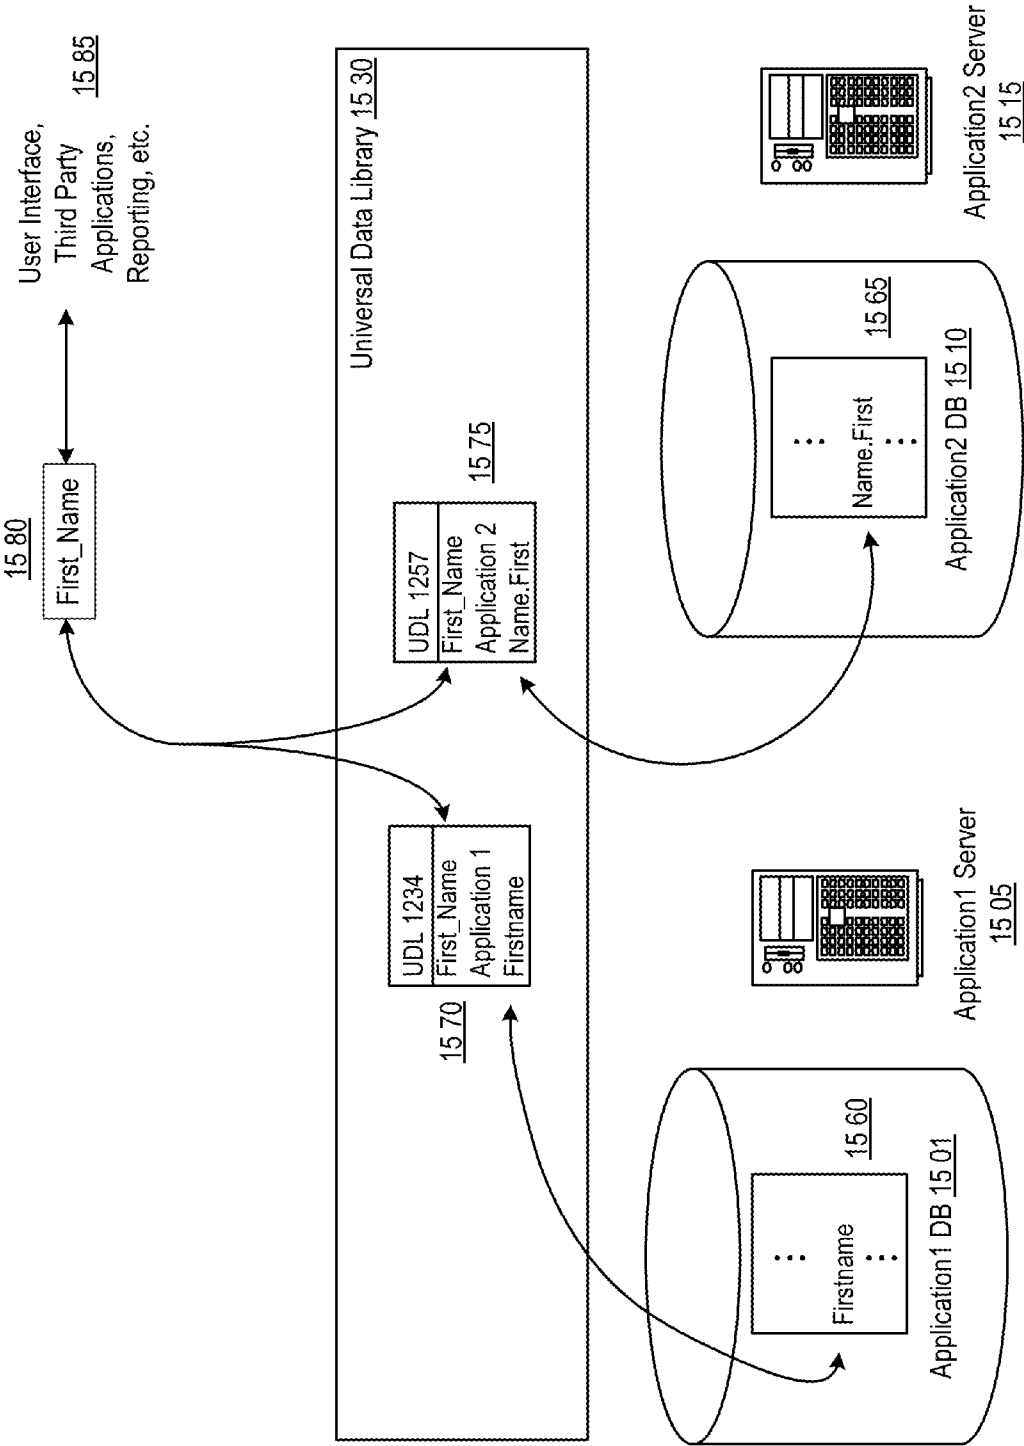 15 80
First_Name
User Interface,
Third Party
Applications,
Reporting, etc.
15 85
Universal Data Library 15 30
15 70
UDL 1234
First_Name
Application 1
Firstname
UDL 1257
First_Name
Application 2
Name.First
15 75
Firstname
15 60
Application1 DB 15 01
Application1 Server
15 05
Name.First
15 65
Application2 DB 15 10
Application2 Server
15 15